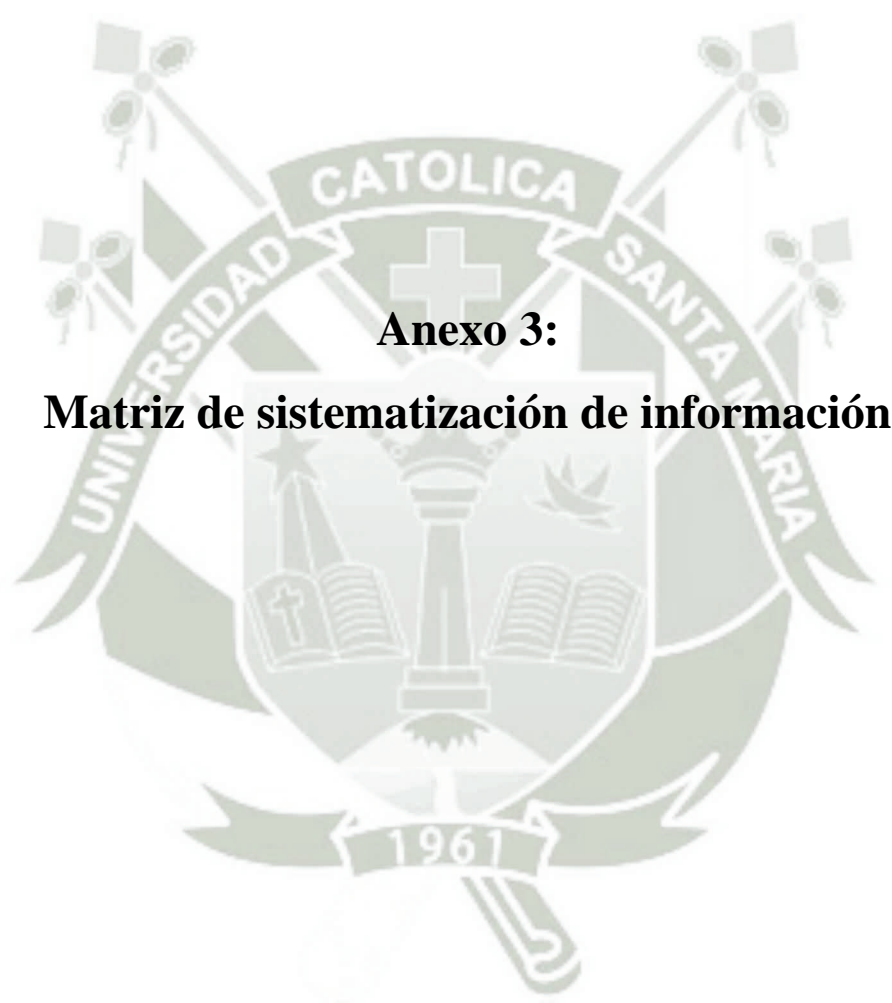 CATOLICA
UNIVERSIDAD
SANTA MARIA
Anexo 3:
Matriz de sistematización de información
1961